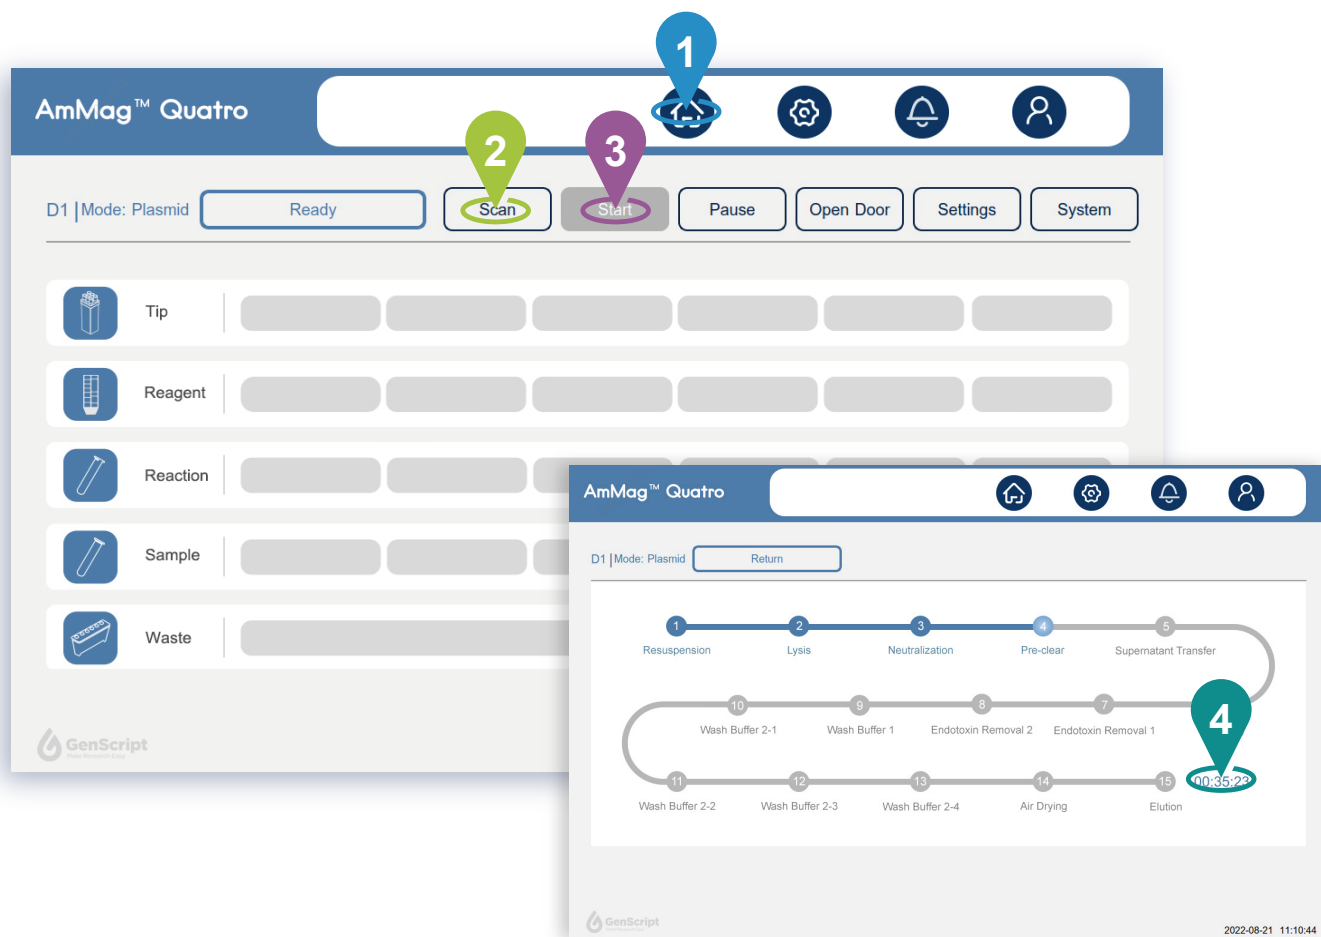 1
AmMag™ Quatro
2
3
D1 | Mode: Plasmid
Ready
Scan
Start
Pause
Open Door
Settings
System
Tip
Reagent
Reaction
Sample
Waste
GenScript
AmMag™ Quatro
D1 | Mode: Plasmid
Return
1
2
3
4
5
Resuspension
Lysis
Neutralization
Pre-clear
Supernatant Transfer
10
9
8
7
4
Wash Buffer 2-1
Wash Buffer 1
Endotoxin Removal 2
Endotoxin Removal 1
11
12
13
14
15
00:35:23
Wash Buffer 2-2
Wash Buffer 2-3
Wash Buffer 2-4
Air Drying
Elution
GenScript
2022-08-21 11:10:44